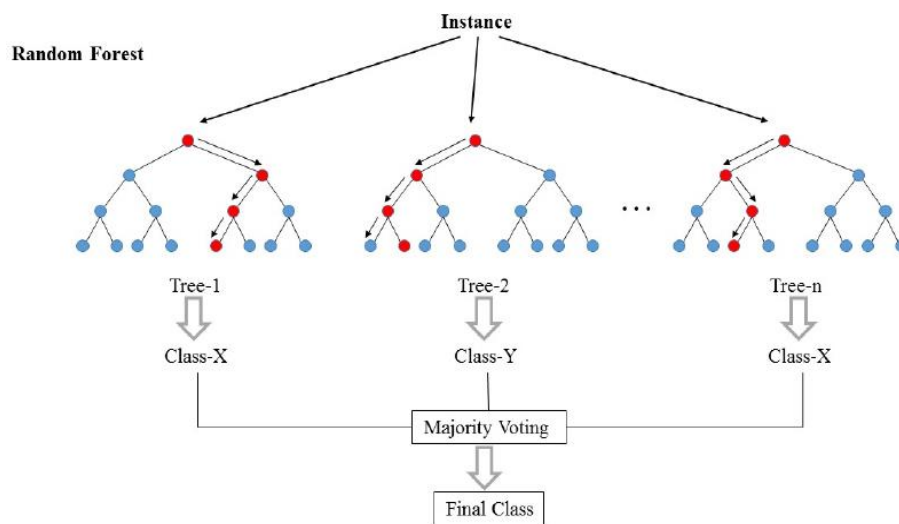 Instance
Random Forest
...
Tree-1
Tree-2
Tree-n
Class-X
Class-Y
Class-X
Majority Voting
Final Class